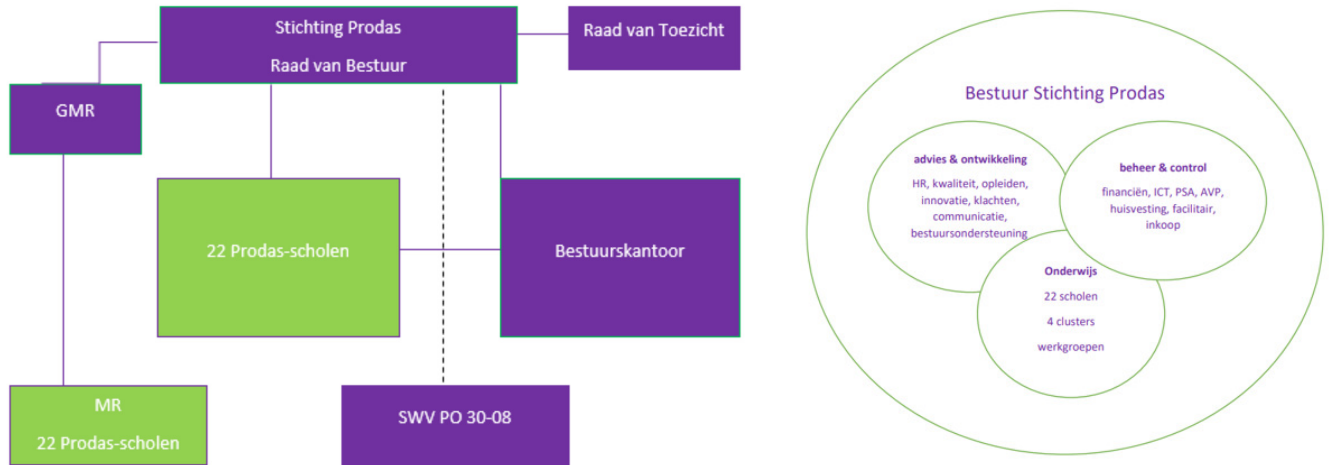 Stichting Prodas
Raad van Bestuur
Raad van Toezicht
GMR
22 Prodas-scholen
Bestuurskantoor
MR
22 Prodas-scholen
SWV PO 30-08
Bestuur Stichting Prodas
advies & ontwikkeling
HR, kwaliteit, opleiden,
innovatie, klachten,
communicatie,
bestuursondersteuning
beheer & control
financiën, ICT, PSA, AVP,
huisvesting, facilitair,
inkoop
Onderwijs
22 scholen
4 clusters
werkgroepen